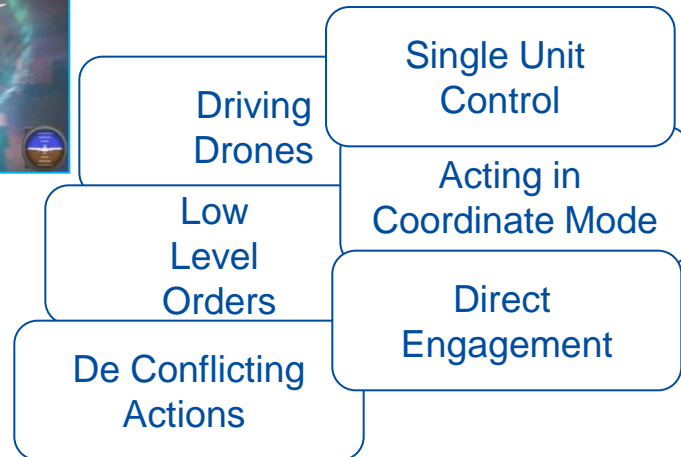 Single Unit
Control
Driving
Drones
Acting in
Coordinate Mode
Low
Level
Orders
Direct
Engagement
De Conflicting
Actions